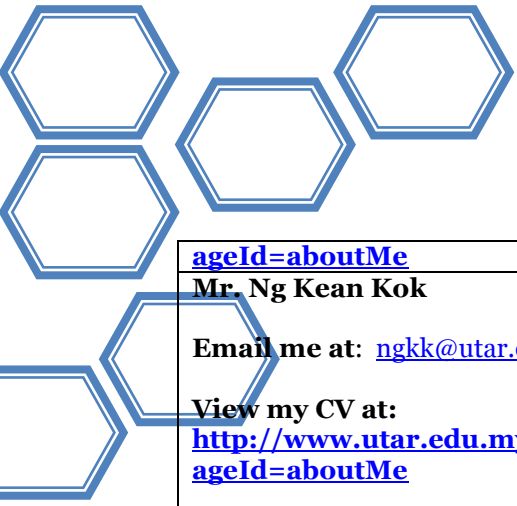 ageId=aboutMe
Mr. Ng Kean Kok
Email me at: ngkk@utar.
View my CV at:
http://www.utar.edu.my
ageId=aboutMe